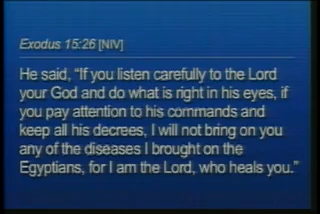 Exodus 15:26 [NIV]
He said, “If you listen carefully to the Lord
your God and do what is right in his eyes, if
you pay attention to his commands and
keep all his decrees, I will not bring on you
any of the diseases I brought on the
Egyptians, for I am the Lord, who heals you.”